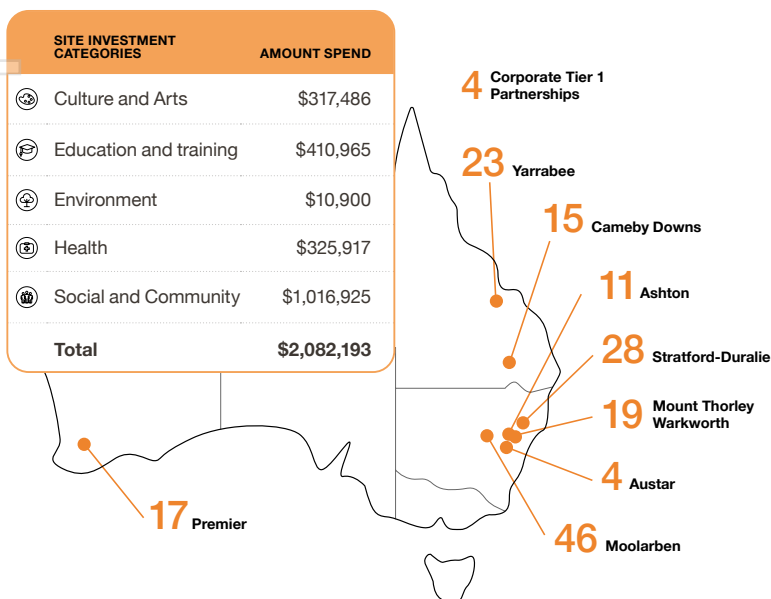 SITE INVESTMENT
CATEGORIES AMOUNT SPEND
Culture and Arts $317,486
Education and training $410,965
Environment $10,900
Health $325,917
Social and Community $1,016,925
Total $2,082,193
4 Corporate Tier 1
Partnerships
23 Yarrabee
15 Cameby Downs
11 Ashton
28 Stratford-Duralie
19 Mount Thorley
Warkworth
4 Austar
46 Moolarben
17 Premier